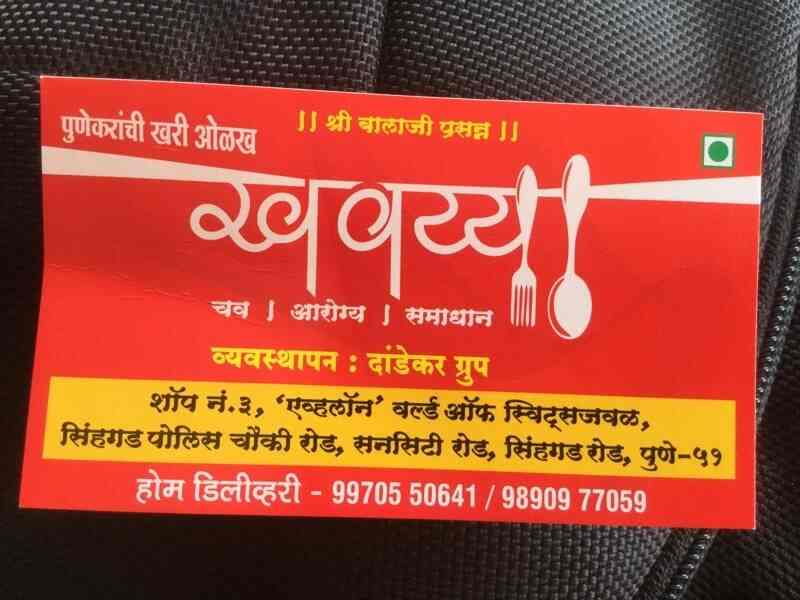 पुणेकरांची खरी ओळख
|| श्री बालाजी प्रसन्न ||
खवय्या
चव | आरोग्य | समाधान
व्यवस्थापन : दांडेकर ग्रुप
शॉप नं.३, ‘एव्हलॉन’ वर्ल्ड ऑफ स्विट्सजवळ,
सिंहगड पोलिस चौकी रोड, सनसिटी रोड, सिंहगड रोड, पुणे-५१
होम डिलीव्हरी - 99705 50641 / 98909 77059